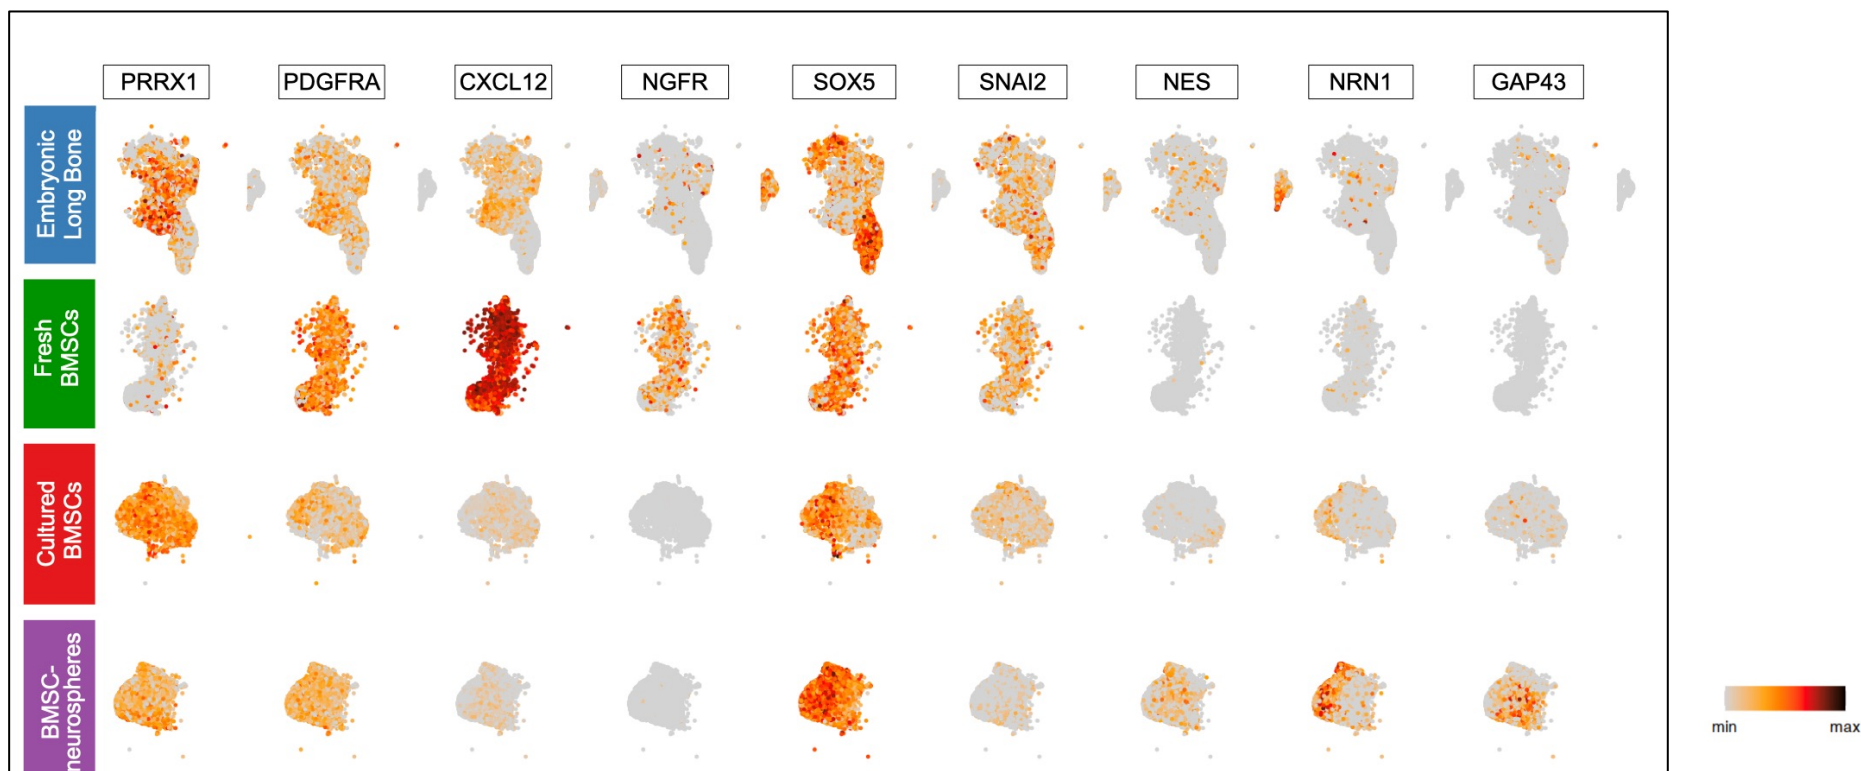 PRRX1
PDGFRA
CXCL12
NGFR
SOX5
SNAI2
NES
NRN1
GAP43
Embryonic
Long Bone
Fresh
BMSCs
Cultured
BMSCs
BMSC-
neurospheres
min
max